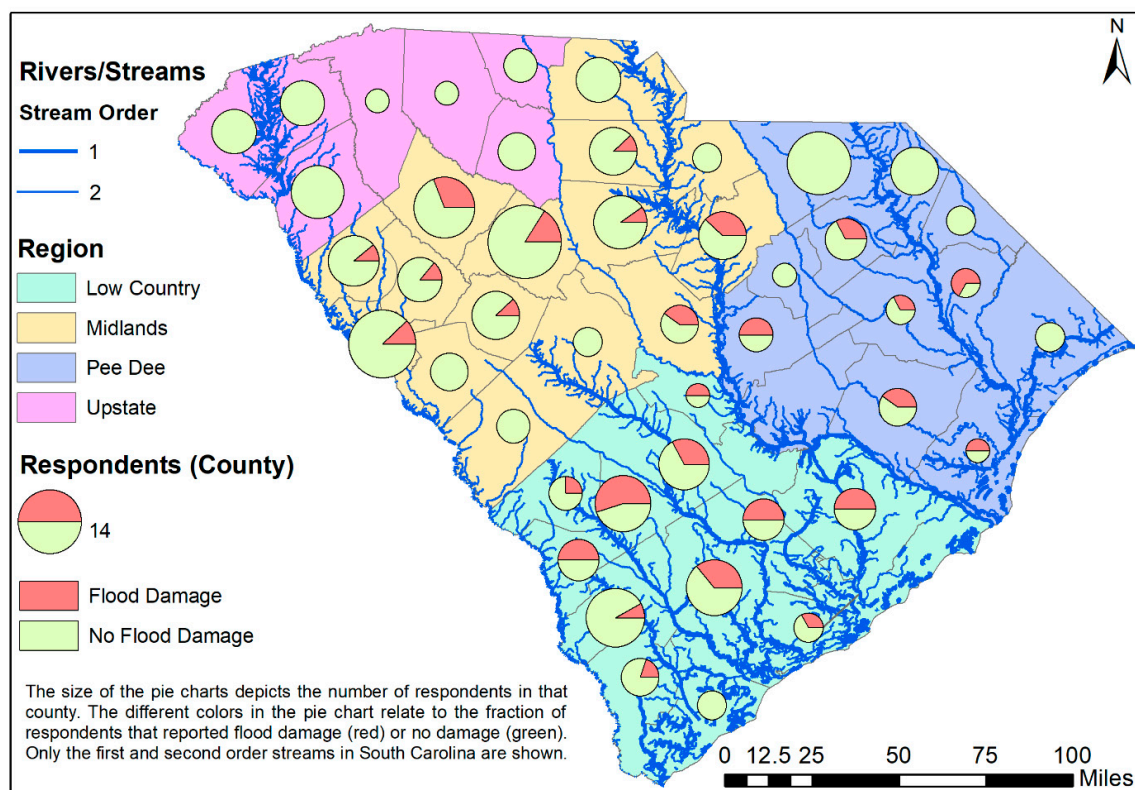 N
Rivers/Streams
Stream Order
1
2
Region
Low Country
Midlands
Pee Dee
Upstate
Respondents (County)
14
Flood Damage
No Flood Damage
The size of the pie charts depicts the number of respondents in that
county. The different colors in the pie chart relate to the fraction of
respondents that reported flood damage (red) or no damage (green).
Only the first and second order streams in South Carolina are shown.
0 12.5 25 50 75 100
Miles